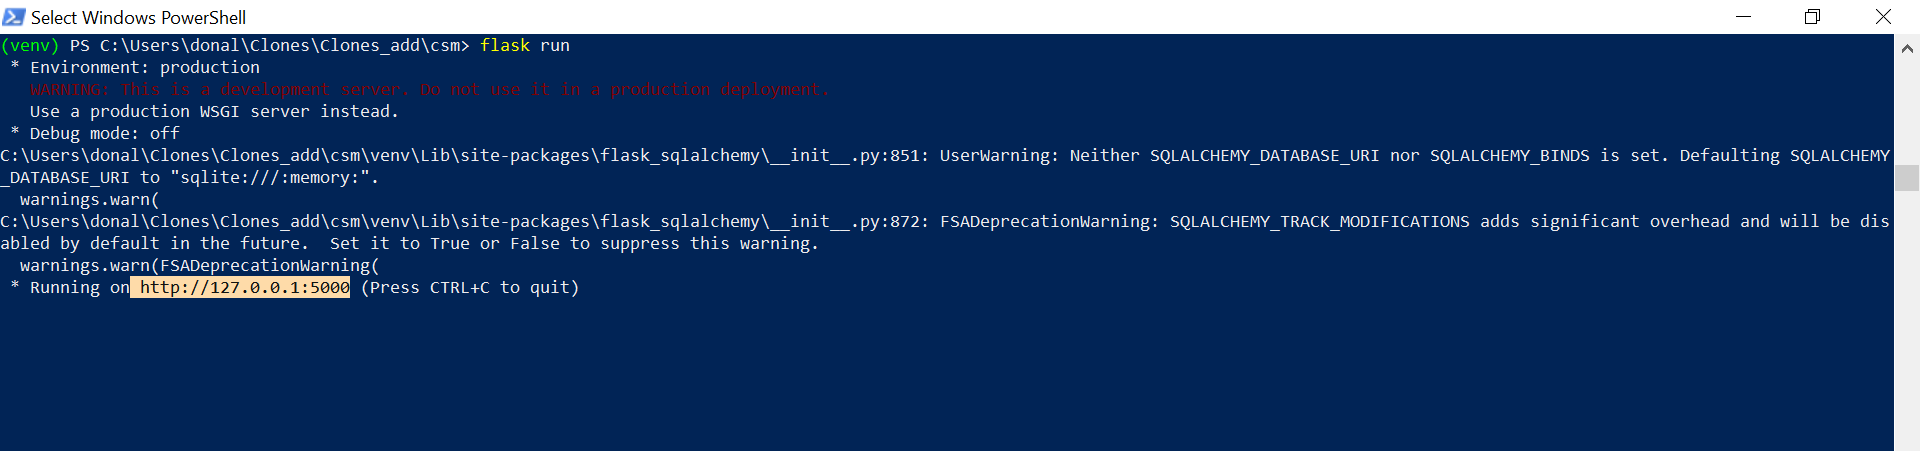 Select Windows PowerShell
(venv) PS C:\Users\donal\Clones\Clones_add\csm> flask run
 * Environment: production
   WARNING: This is a development server. Do not use it in a production deployment.
   Use a production WSGI server instead.
 * Debug mode: off
C:\Users\donal\Clones\Clones_add\csm\venv\Lib\site-packages\flask_sqlalchemy\__init__.py:851: UserWarning: Neither SQLALCHEMY_DATABASE_URI nor SQLALCHEMY_BINDS is set. Defaulting SQLALCHEMY
_DATABASE_URI to "sqlite:///:memory:".
  warnings.warn(
C:\Users\donal\Clones\Clones_add\csm\venv\Lib\site-packages\flask_sqlalchemy\__init__.py:872: FSADeprecationWarning: SQLALCHEMY_TRACK_MODIFICATIONS adds significant overhead and will be dis
abled by default in the future.  Set it to True or False to suppress this warning.
  warnings.warn(FSADeprecationWarning(
 * Running on http://127.0.0.1:5000 (Press CTRL+C to quit)